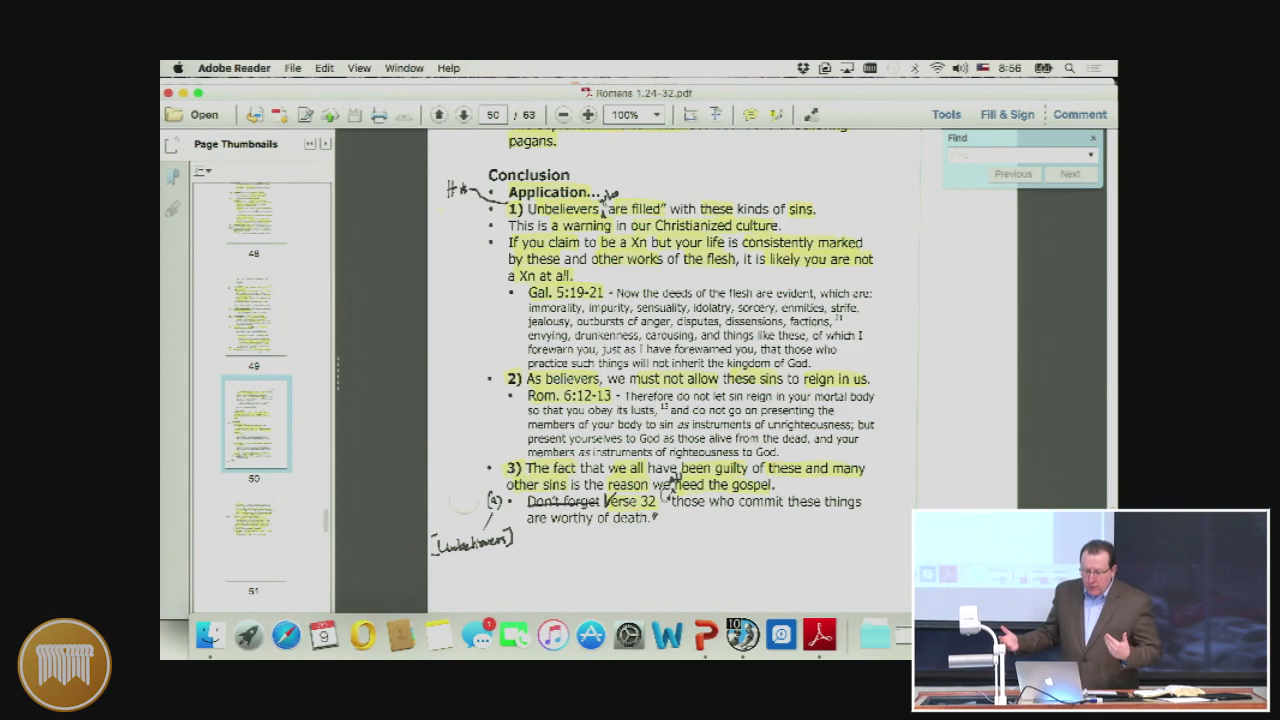 Adobe Reader File Edit View Window Help 8:56
Romans 1.24-32.pdf
Open 50 / 63 100% Tools Fill & Sign Comment
Page Thumbnails
Find
Previous Next
48
49
50
51
pagans.
Conclusion
Application...
1) Unbelievers "are filled" with these kinds of sins.
This is a warning in our Christianized culture.
If you claim to be a Xn but your life is consistently marked
by these and other works of the flesh, it is likely you are not
a Xn at all.
Gal. 5:19-21 - Now the deeds of the flesh are evident, which are:
immorality, impurity, sensuality, idolatry, sorcery, enmities, strife,
jealousy, outbursts of anger, disputes, dissensions, factions, 21
envying, drunkenness, carousing, and things like these, of which I
forewarn you, just as I have forewarned you, that those who
practice such things will not inherit the kingdom of God.
2) As believers, we must not allow these sins to reign in us.
Rom. 6:12-13 - Therefore do not let sin reign in your mortal body
so that you obey its lusts, 13 and do not go on presenting the
members of your body to sin as instruments of unrighteousness; but
present yourselves to God as those alive from the dead, and your
members as instruments of righteousness to God.
3) The fact that we all have been guilty of these and many
other sins is the reason we need the gospel.
(a) Don't forget Verse 32 "those who commit these things
are worthy of death."
[Unbelievers]
1
9
10